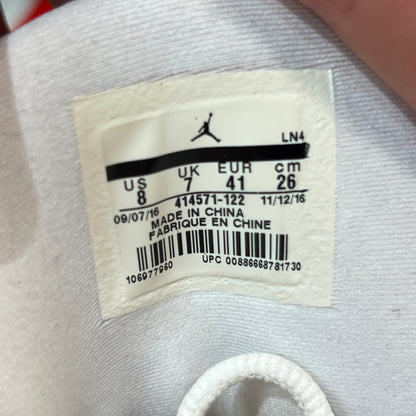 LN4
US UK EUR cm
8 7 41 26
09/07/16 414571-122 11/12/16
MADE IN CHINA
FABRIQUE EN CHINE
106977960 UPC 00886668781730